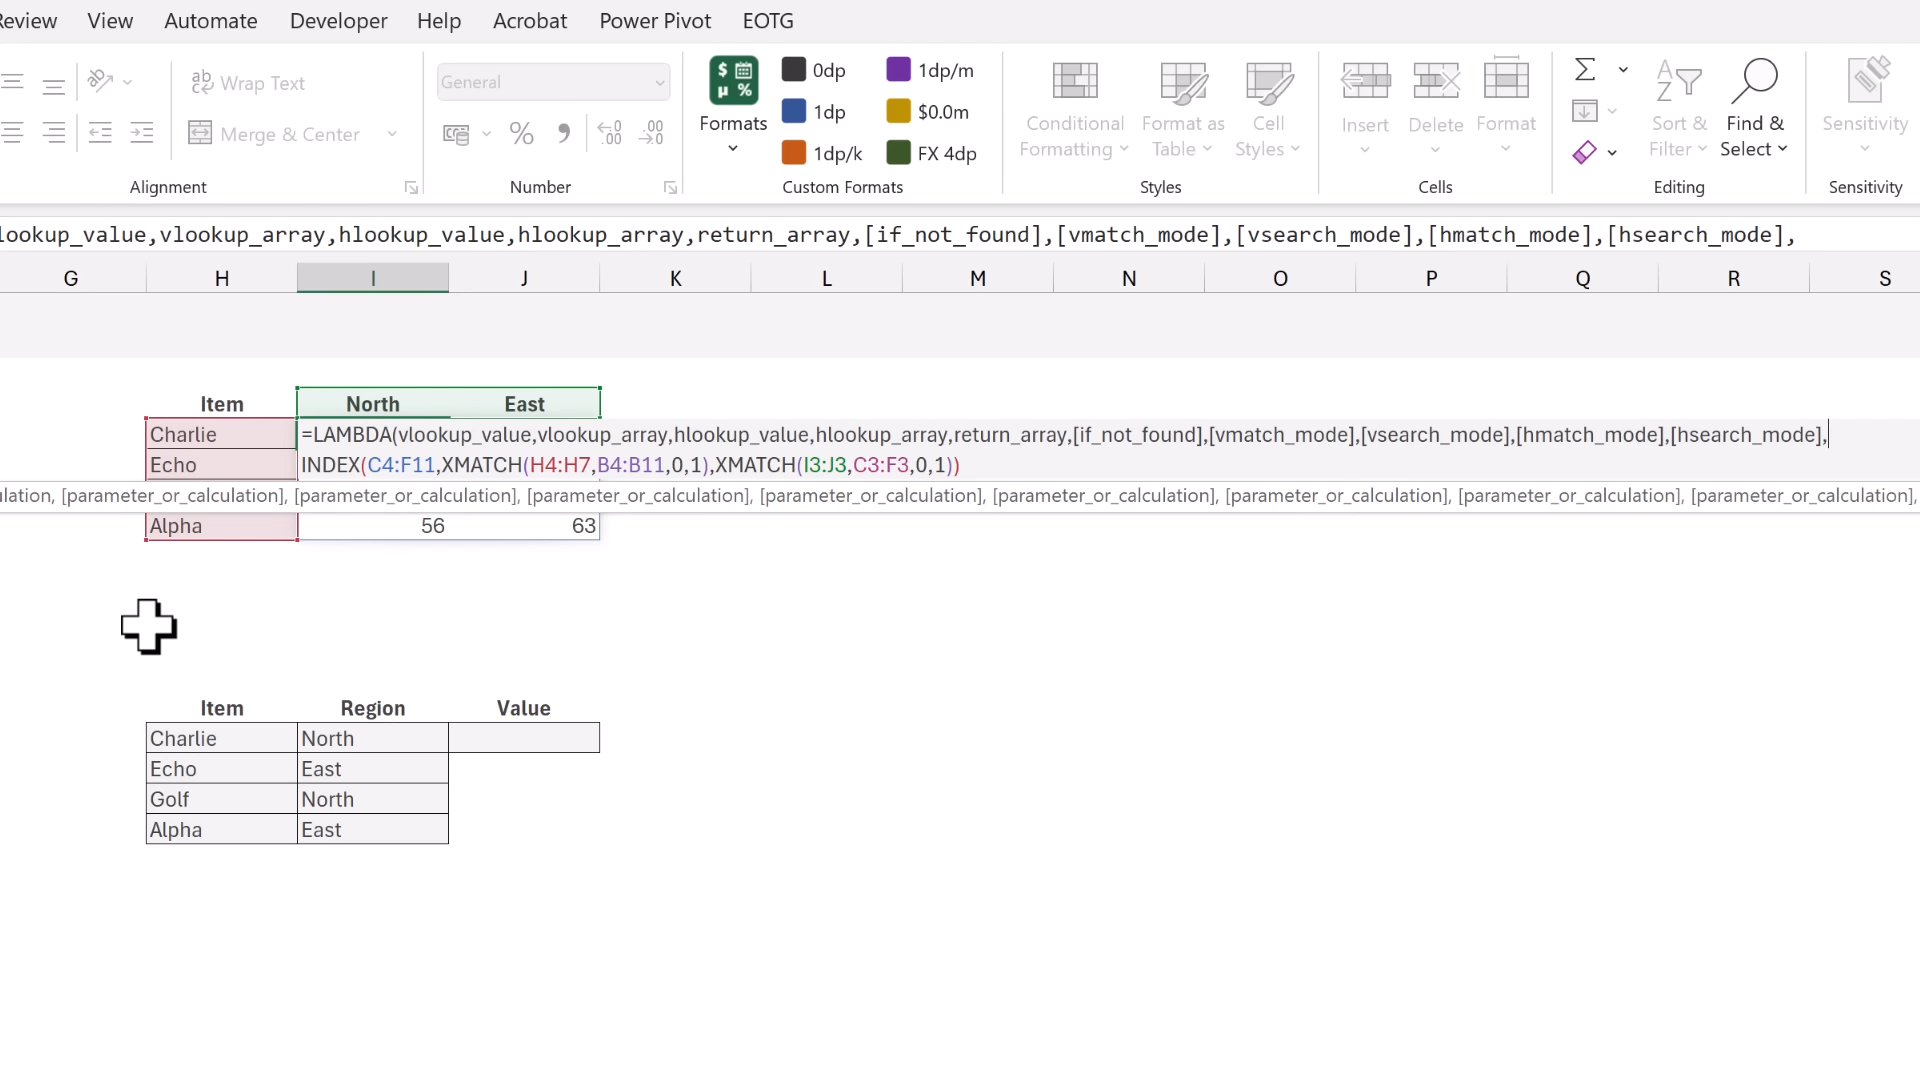 Review View Automate Developer Help Acrobat Power Pivot EOTG
Wrap Text
General
0dp 1dp/m
Merge & Center
Formats
1dp $0.0m
1dp/k FX 4dp
Conditional Formatting
Format as Table
Cell Styles
Insert Delete Format
Sort & Filter
Find & Select
Sensitivity
Alignment Number Custom Formats Styles Cells Editing Sensitivity
lookup_value,vlookup_array,hlookup_value,hlookup_array,return_array,[if_not_found],[vmatch_mode],[vsearch_mode],[hmatch_mode],[hsearch_mode],
G H I J K L M N O P Q R S
Item North East
Charlie =LAMBDA(vlookup_value,vlookup_array,hlookup_value,hlookup_array,return_array,[if_not_found],[vmatch_mode],[vsearch_mode],[hmatch_mode],[hsearch_mode],
Echo INDEX(C4:F11,XMATCH(H4:H7,B4:B11,0,1),XMATCH(I3:J3,C3:F3,0,1))
lation, [parameter_or_calculation], [parameter_or_calculation], [parameter_or_calculation], [parameter_or_calculation], [parameter_or_calculation], [parameter_or_calculation], [parameter_or_calculation], [parameter_or_calculation],
Alpha 56 63
Item Region Value
Charlie North
Echo East
Golf North
Alpha East